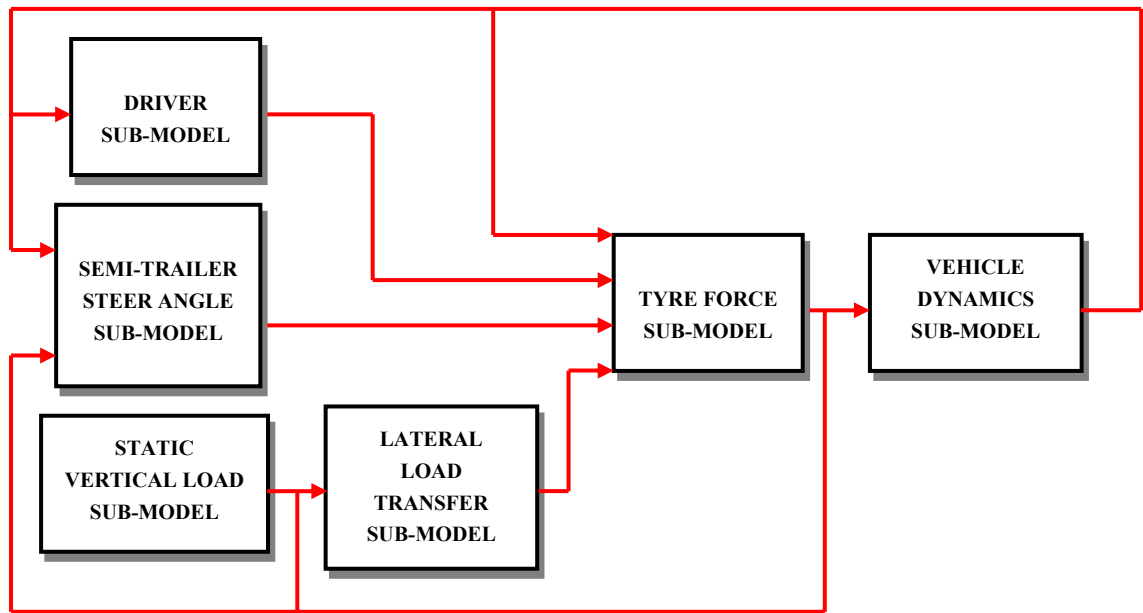 DRIVER
SUB-MODEL
SEMI-TRAILER
STEER ANGLE
SUB-MODEL
TYRE FORCE
SUB-MODEL
VEHICLE
DYNAMICS
SUB-MODEL
STATIC
VERTICAL LOAD
SUB-MODEL
LATERAL
LOAD
TRANSFER
SUB-MODEL